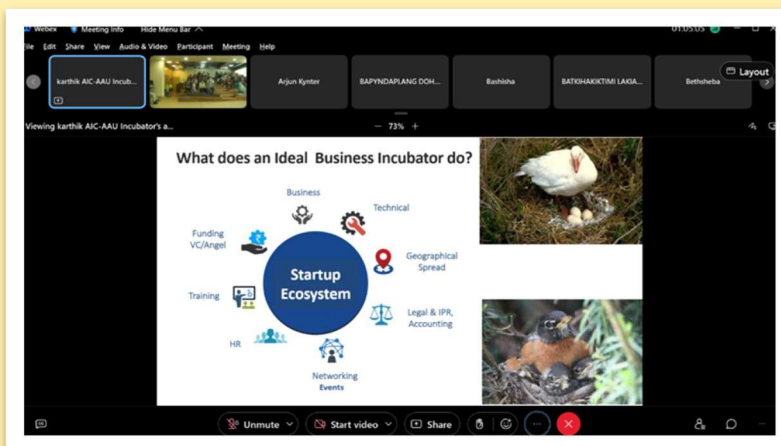 Webex Meeting Info Hide Menu Bar
File Edit Share View Audio & Video Participant Meeting Help
01:05:05
karthik AIC-AAU Incub...
Arjun Kynter
BAPYNDAPLANG DOH...
Bashisha
BATKIHAKIKTIMI LAKIA...
Bethsheba
Layout
Viewing karthik AIC-AAU Incubator's a...
73%
What does an Ideal Business Incubator do?
Business
Technical
Funding
VC/Angel
Geographical
Spread
Startup
Ecosystem
Training
Legal & IPR,
Accounting
HR
Networking
Events
Unmute
Start video
Share